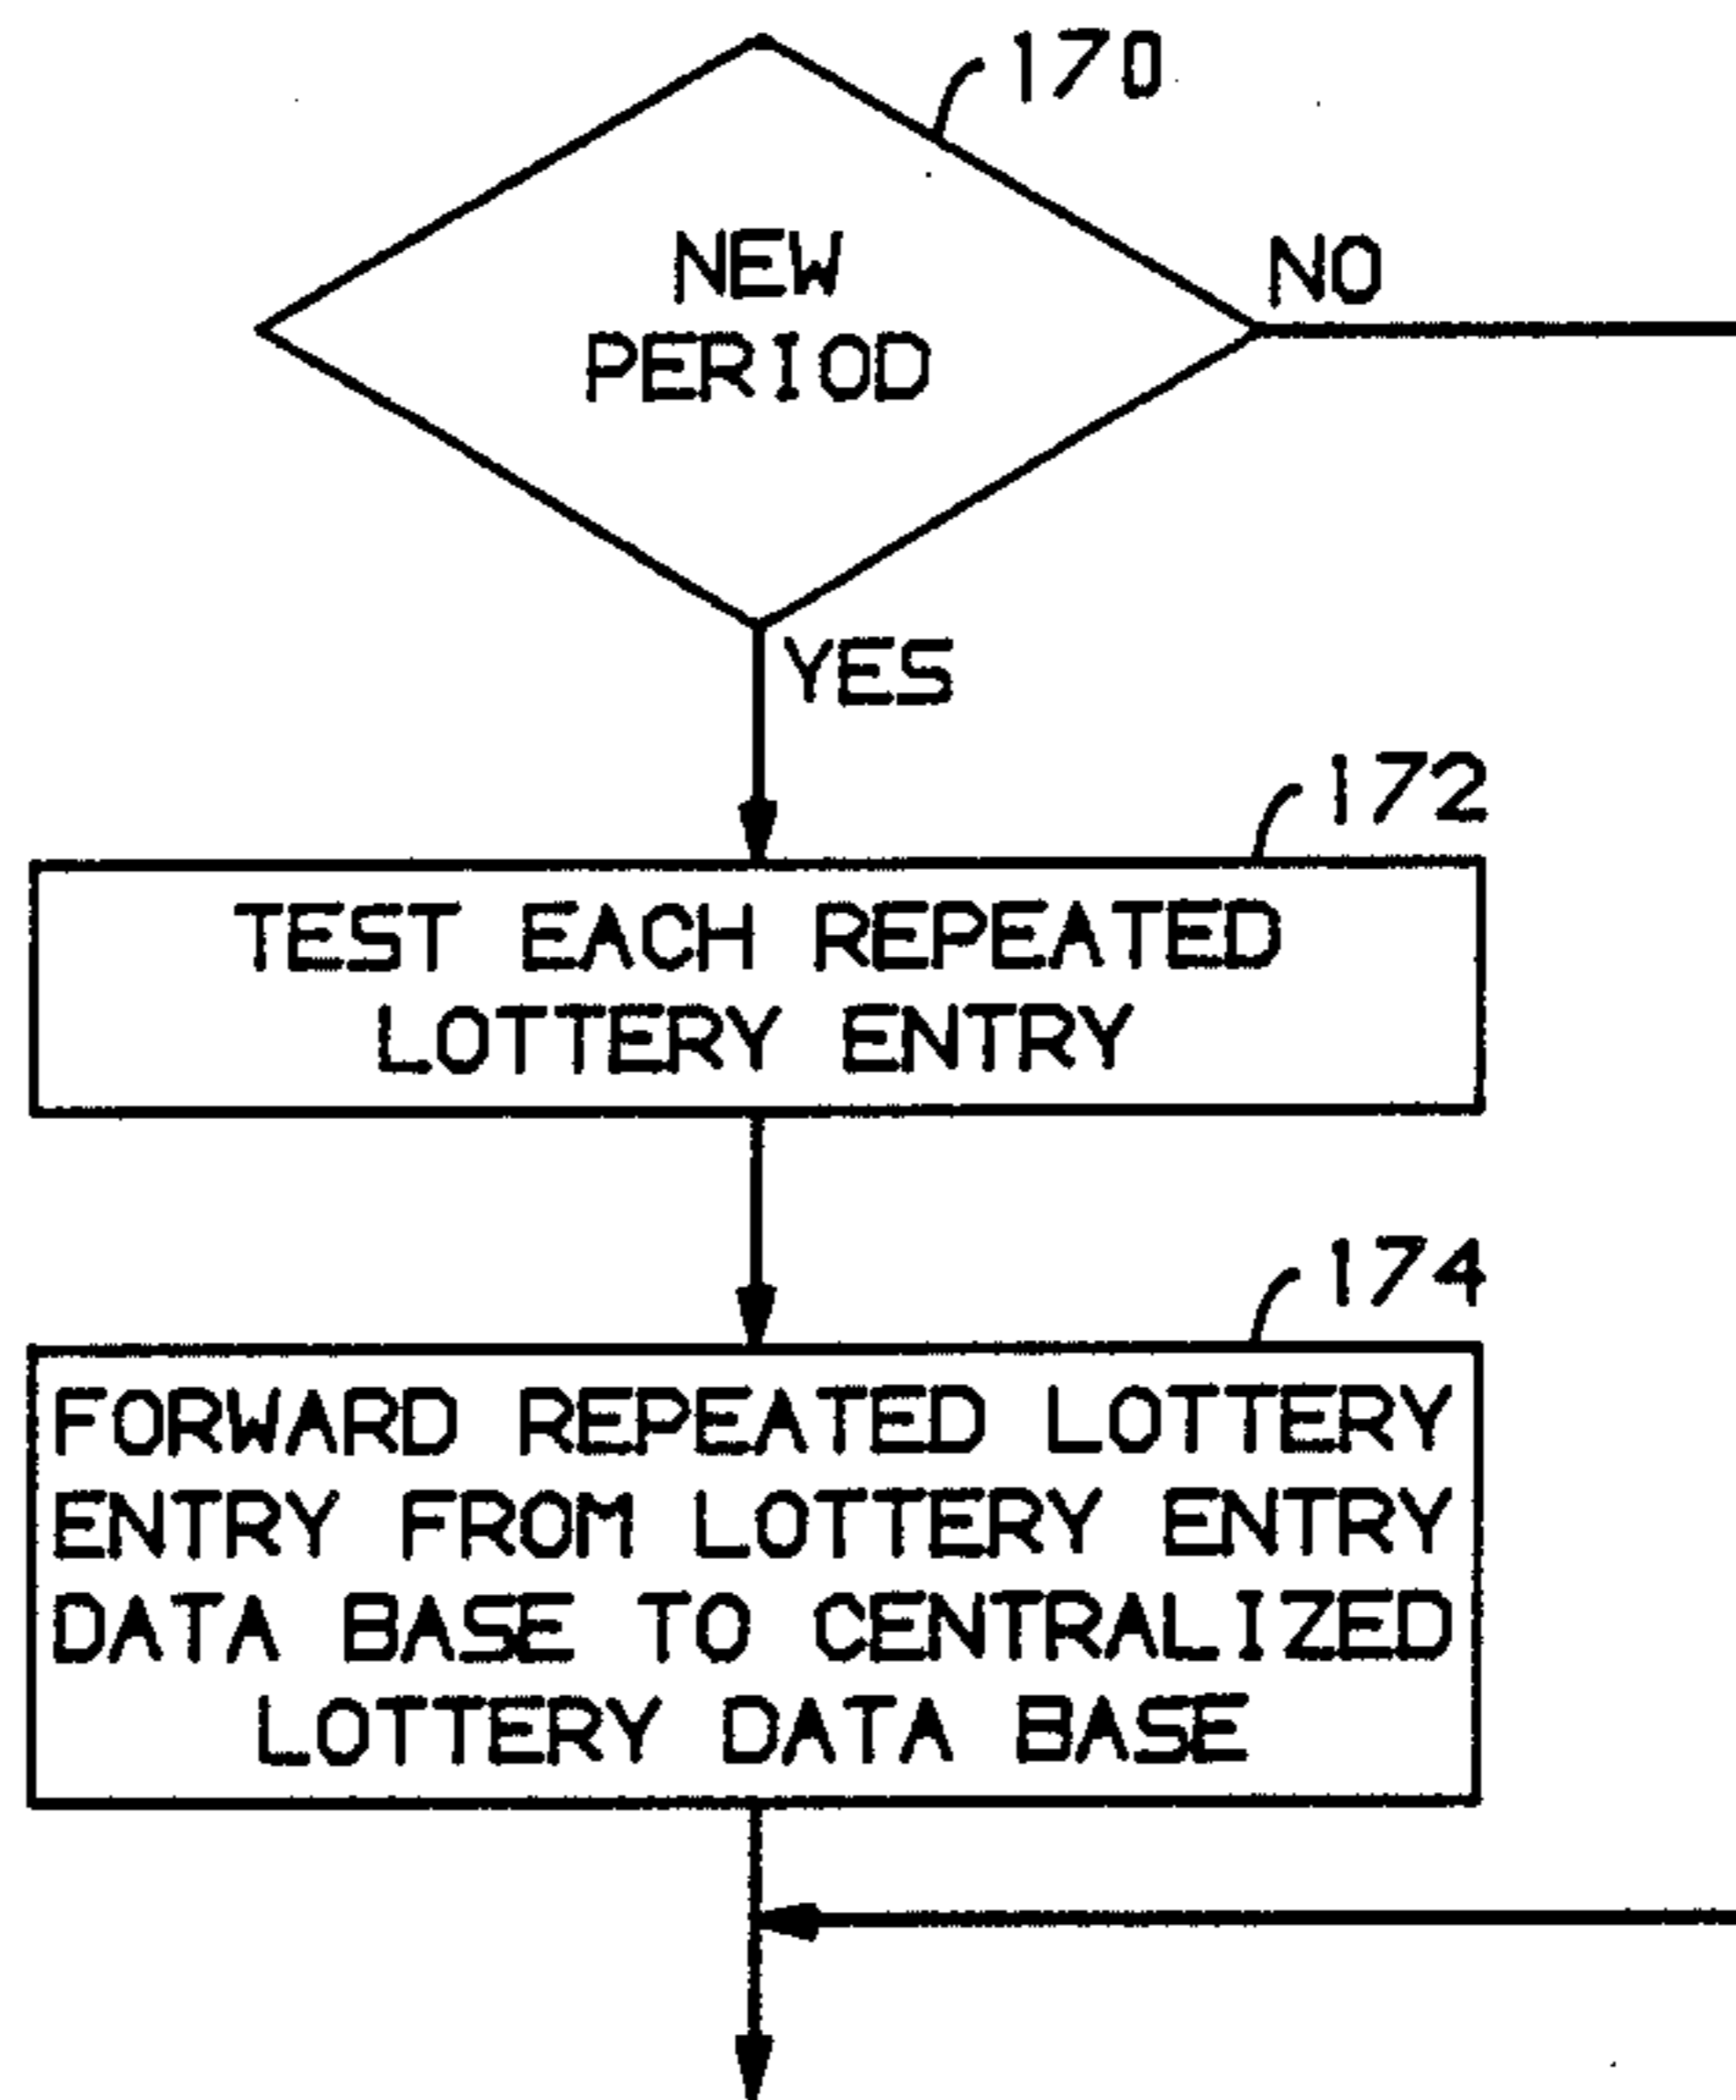 170
NEW
PERIOD
NO
YES
172
TEST EACH REPEATED
LOTTERY ENTRY
174
FORWARD REPEATED LOTTERY
ENTRY FROM LOTTERY ENTRY
DATA BASE TO CENTRALIZED
LOTTERY DATA BASE